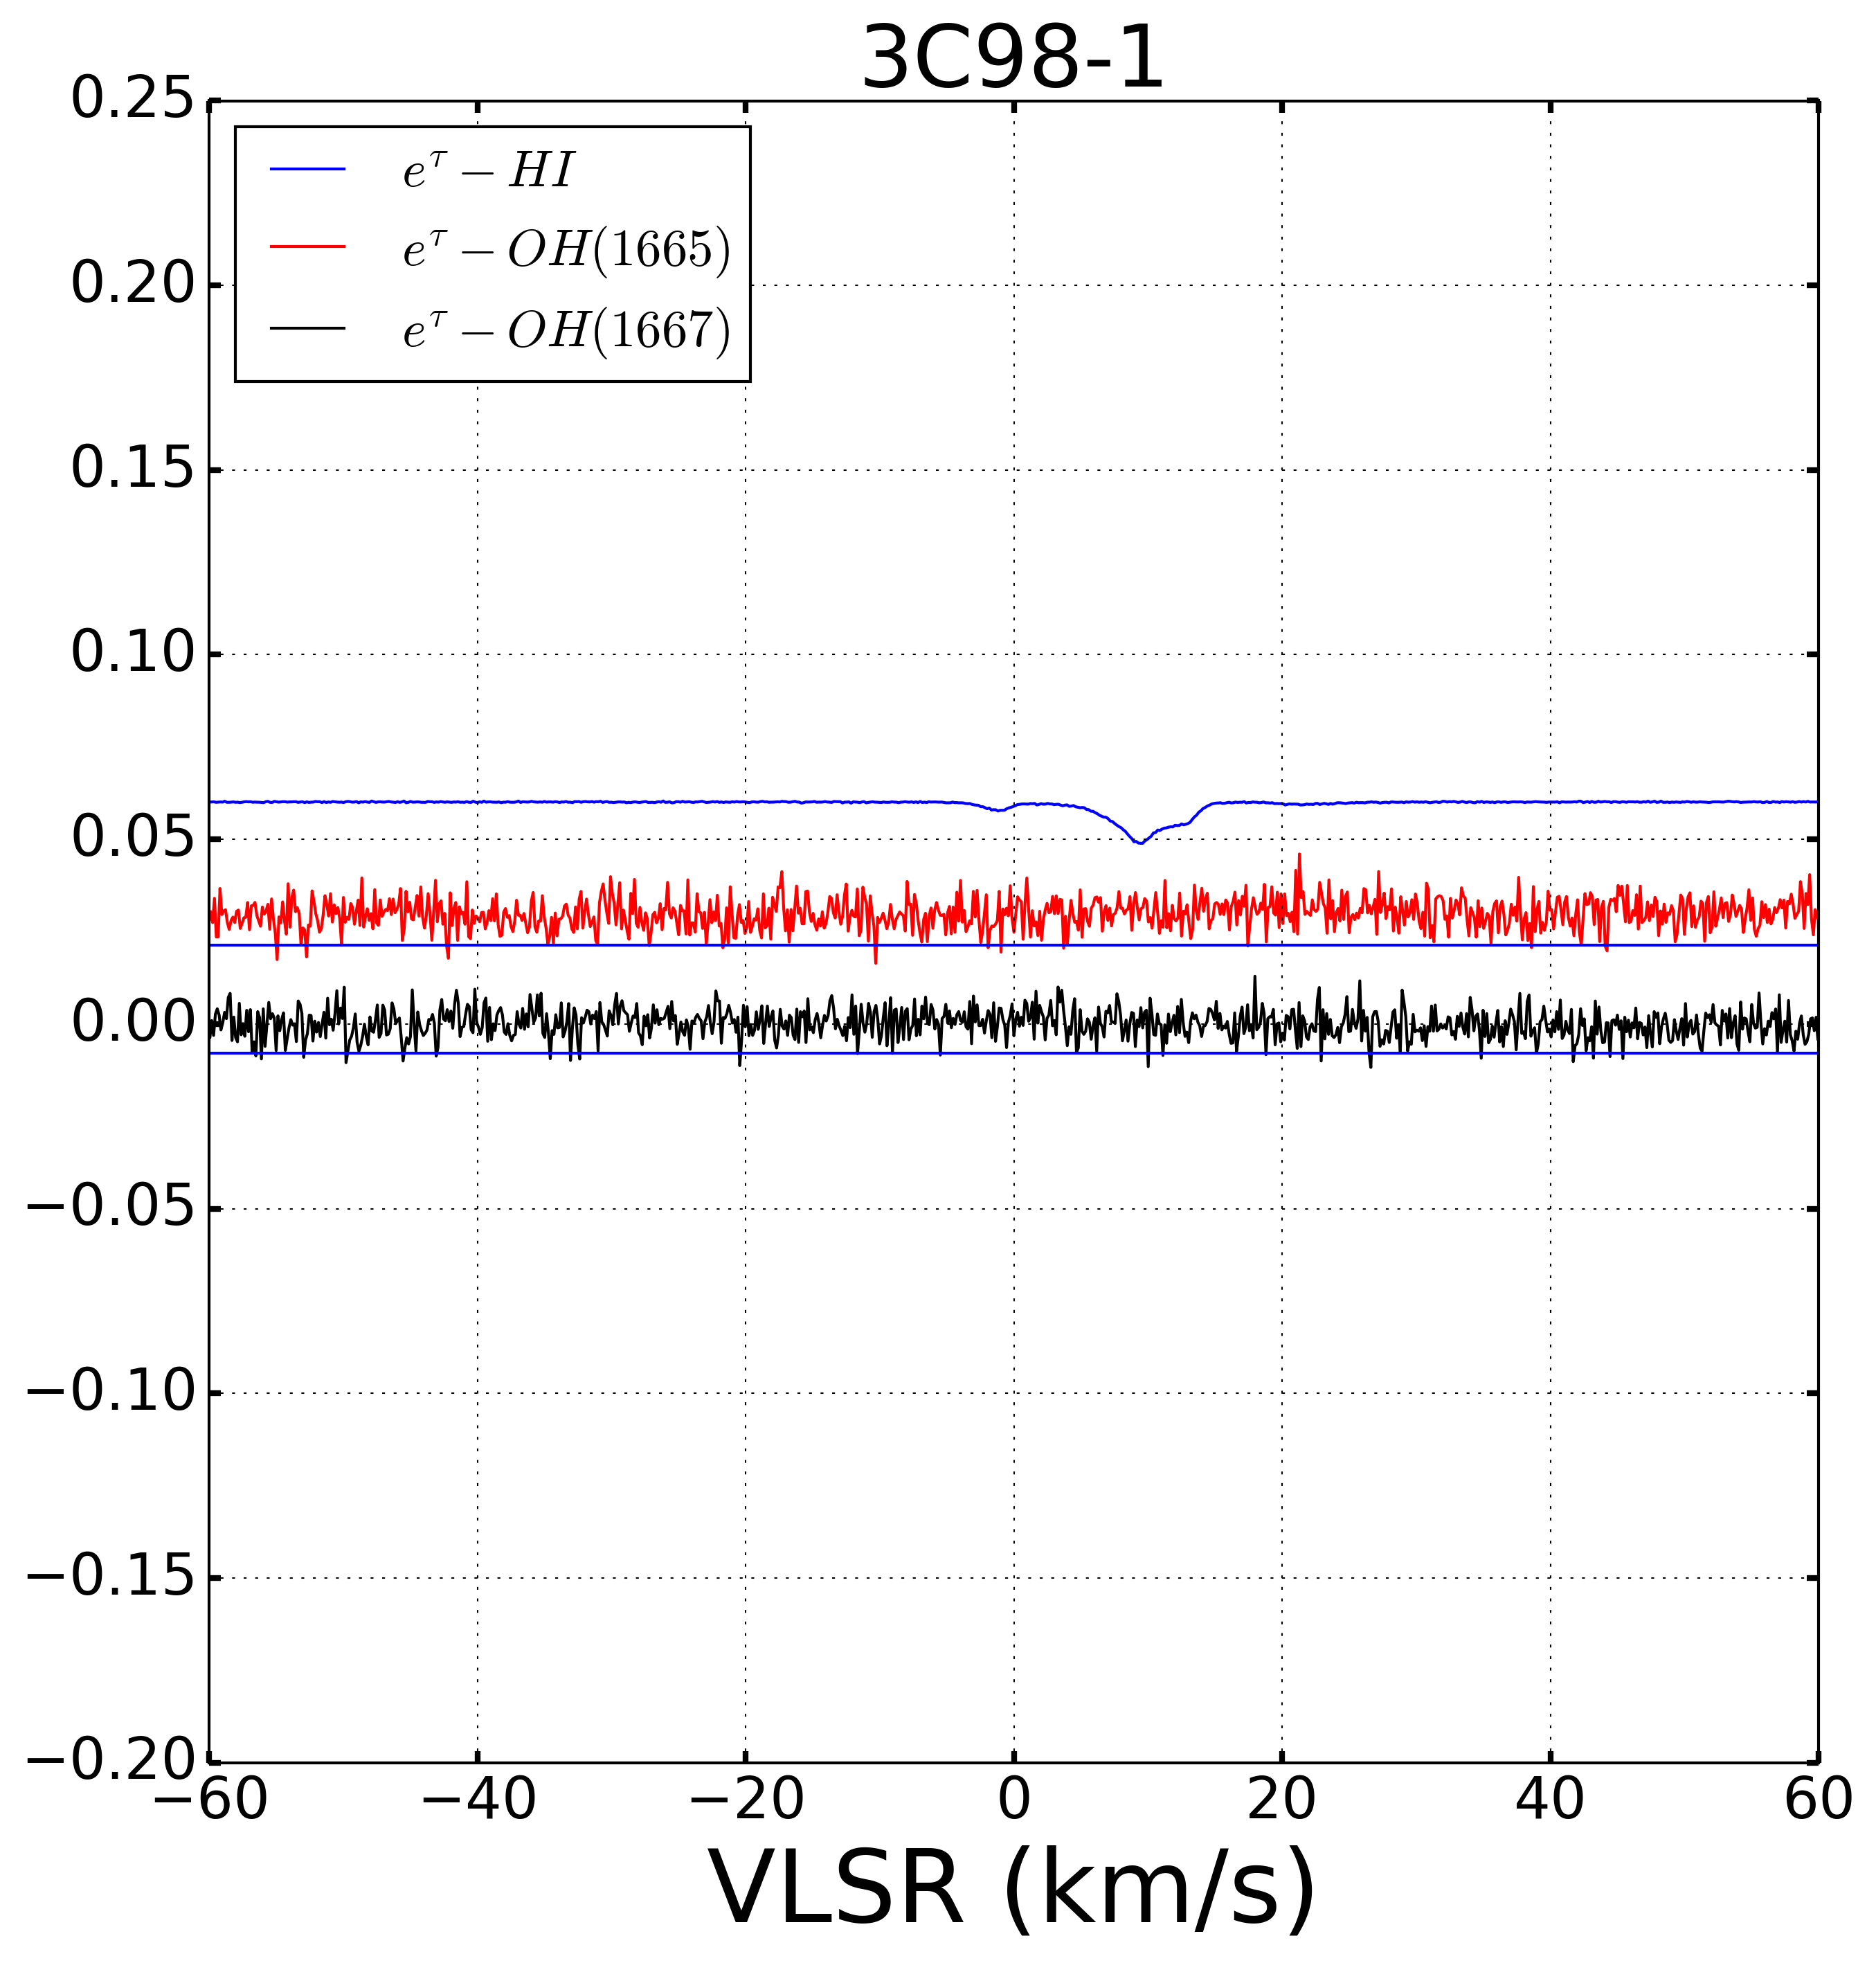 3C98-1
0.25
0.20
0.15
0.10
0.05
0.00
−0.05
−0.10
−0.15
−0.20
e^τ − HI
e^τ − OH(1665)
e^τ − OH(1667)
−60 −40 −20 0 20 40 60
VLSR (km/s)